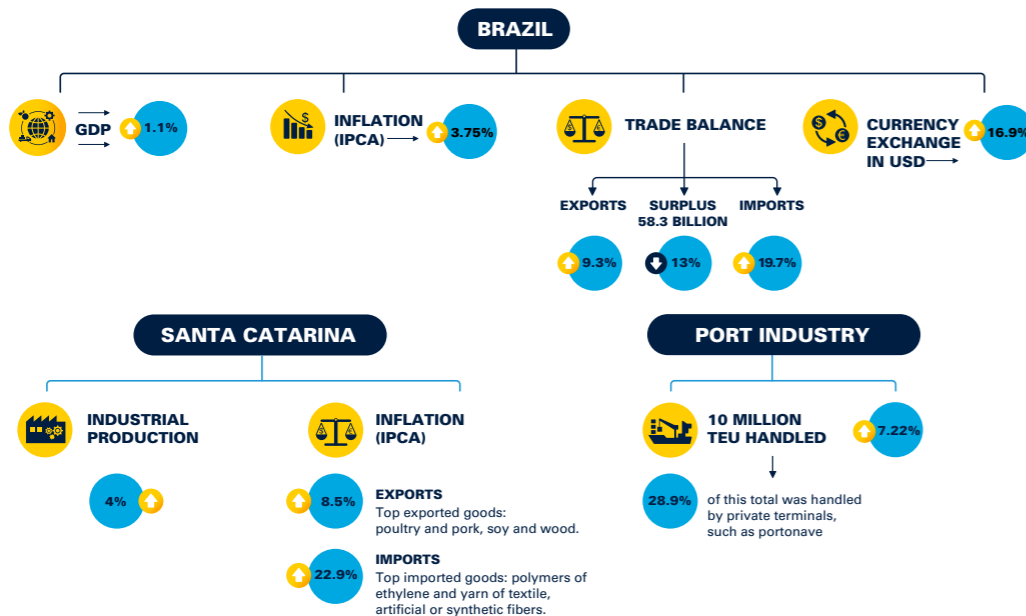 BRAZIL
GDP
1.1%
INFLATION
(IPCA)
3.75%
TRADE BALANCE
CURRENCY
EXCHANGE
IN USD
16.9%
EXPORTS
SURPLUS
58.3 BILLION
IMPORTS
9.3%
13%
19.7%
SANTA CATARINA
INDUSTRIAL
PRODUCTION
4%
INFLATION
(IPCA)
8.5%
EXPORTS
Top exported goods:
poultry and pork, soy and wood.
22.9%
IMPORTS
Top imported goods: polymers of
ethylene and yarn of textile,
artificial or synthetic fibers.
PORT INDUSTRY
10 MILLION
TEU HANDLED
7.22%
28.9%
of this total was handled
by private terminals,
such as portonave